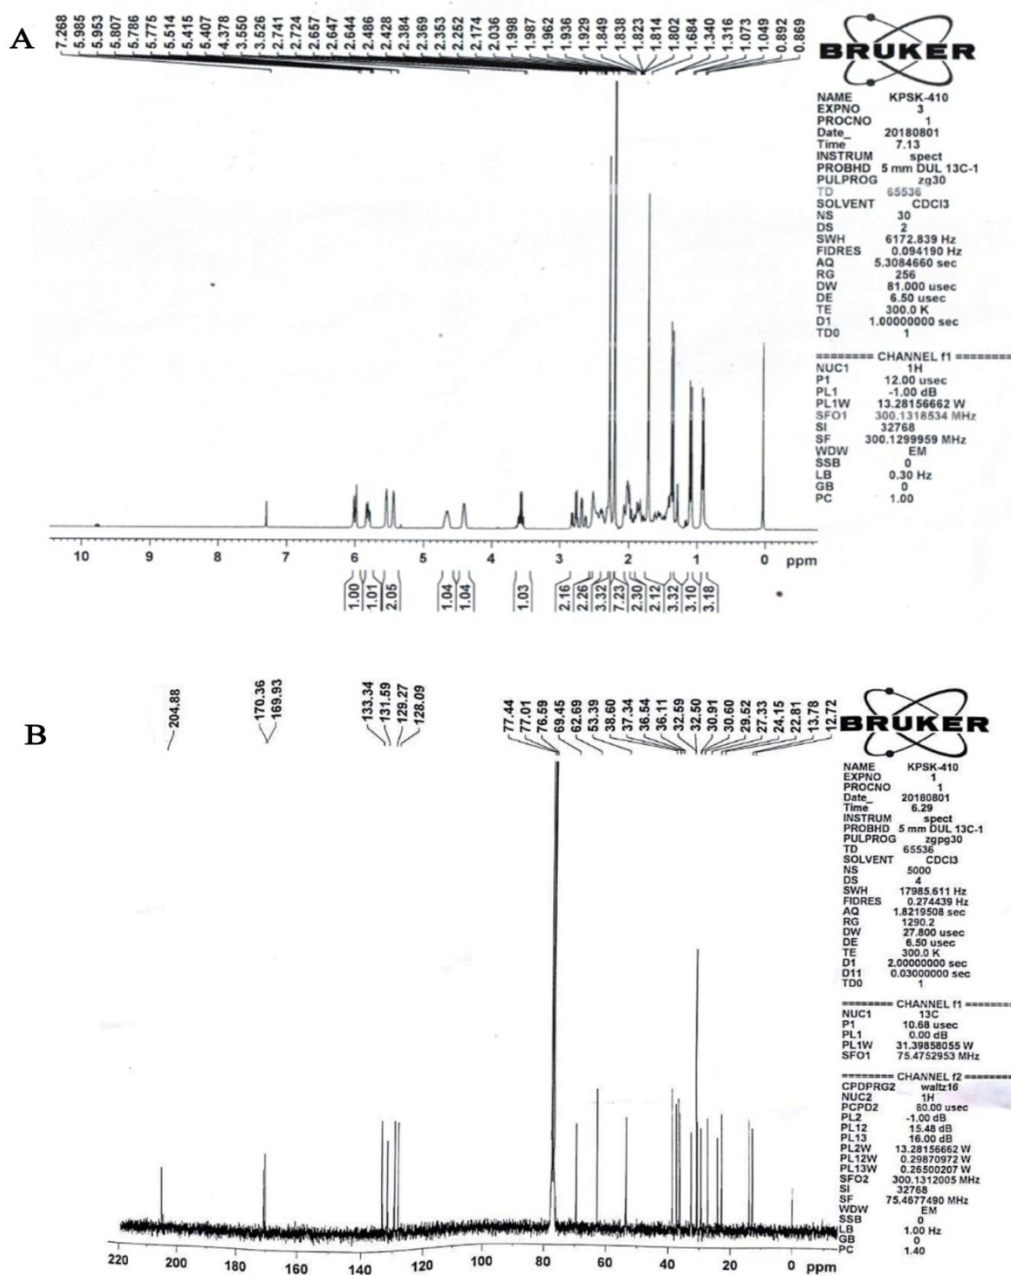 A
7.268
5.985
5.953
5.807
5.786
5.775
5.514
5.415
5.407
4.378
3.550
3.526
2.741
2.724
2.657
2.644
2.486
2.428
2.384
2.369
2.353
2.252
2.174
2.036
1.998
1.987
1.962
1.936
1.929
1.849
1.838
1.823
1.814
1.802
1.684
1.340
1.316
1.073
1.049
0.892
0.869
BRUKER
NAME KPSK-410
EXPNO 3
PROCNO 1
Date_ 20180801
Time 7.13
INSTRUM spect
PROBHD 5 mm DUL 13C-1
PULPROG zg30
TD 65536
SOLVENT CDCl3
NS 30
DS 2
SWH 6172.839 Hz
FIDRES 0.094190 Hz
AQ 5.3084660 sec
RG 256
DW 81.000 usec
DE 6.50 usec
TE 300.0 K
D1 1.00000000 sec
TD0 1
======= CHANNEL f1 ========
NUC1 1H
P1 12.00 usec
PL1 -1.00 dB
PL1W 13.28156662 W
SFO1 300.1318534 MHz
SI 32768
SF 300.1299959 MHz
WDW EM
SSB 0
LB 0.30 Hz
GB 0
PC 1.00
10 9 8 7 6 5 4 3 2 1 0 ppm
1.00
1.01
2.05
1.04
1.04
1.03
2.16
2.26
3.32
7.23
2.30
2.12
3.32
3.10
3.18
B
204.88
170.36
169.93
133.34
131.59
129.27
128.09
77.44
77.01
76.59
69.45
62.69
53.39
38.60
37.34
36.54
36.11
32.59
32.50
30.91
30.60
29.52
27.33
24.15
22.81
13.78
12.72
BRUKER
NAME KPSK-410
EXPNO 1
PROCNO 1
Date_ 20180801
Time 6.29
INSTRUM spect
PROBHD 5 mm DUL 13C-1
PULPROG zgpg30
TD 65536
SOLVENT CDCl3
NS 5000
DS 4
SWH 17985.611 Hz
FIDRES 0.274439 Hz
AQ 1.8219508 sec
RG 1290.2
DW 27.800 usec
DE 6.50 usec
TE 300.0 K
D1 2.00000000 sec
D11 0.03000000 sec
TD0 1
======== CHANNEL f1 ========
NUC1 13C
P1 10.68 usec
PL1 0.00 dB
PL1W 31.39858055 W
SFO1 75.4752953 MHz
======== CHANNEL f2 ========
CPDPRG2 waltz16
NUC2 1H
PCPD2 80.00 usec
PL2 -1.00 dB
PL12 15.48 dB
PL13 16.00 dB
PL2W 13.28156662 W
PL12W 0.29870972 W
PL13W 0.26500207 W
SFO2 300.1312005 MHz
SI 32768
SF 75.4677490 MHz
WDW EM
SSB 0
LB 1.00 Hz
GB 0
PC 1.40
220 200 180 160 140 120 100 80 60 40 20 0 ppm